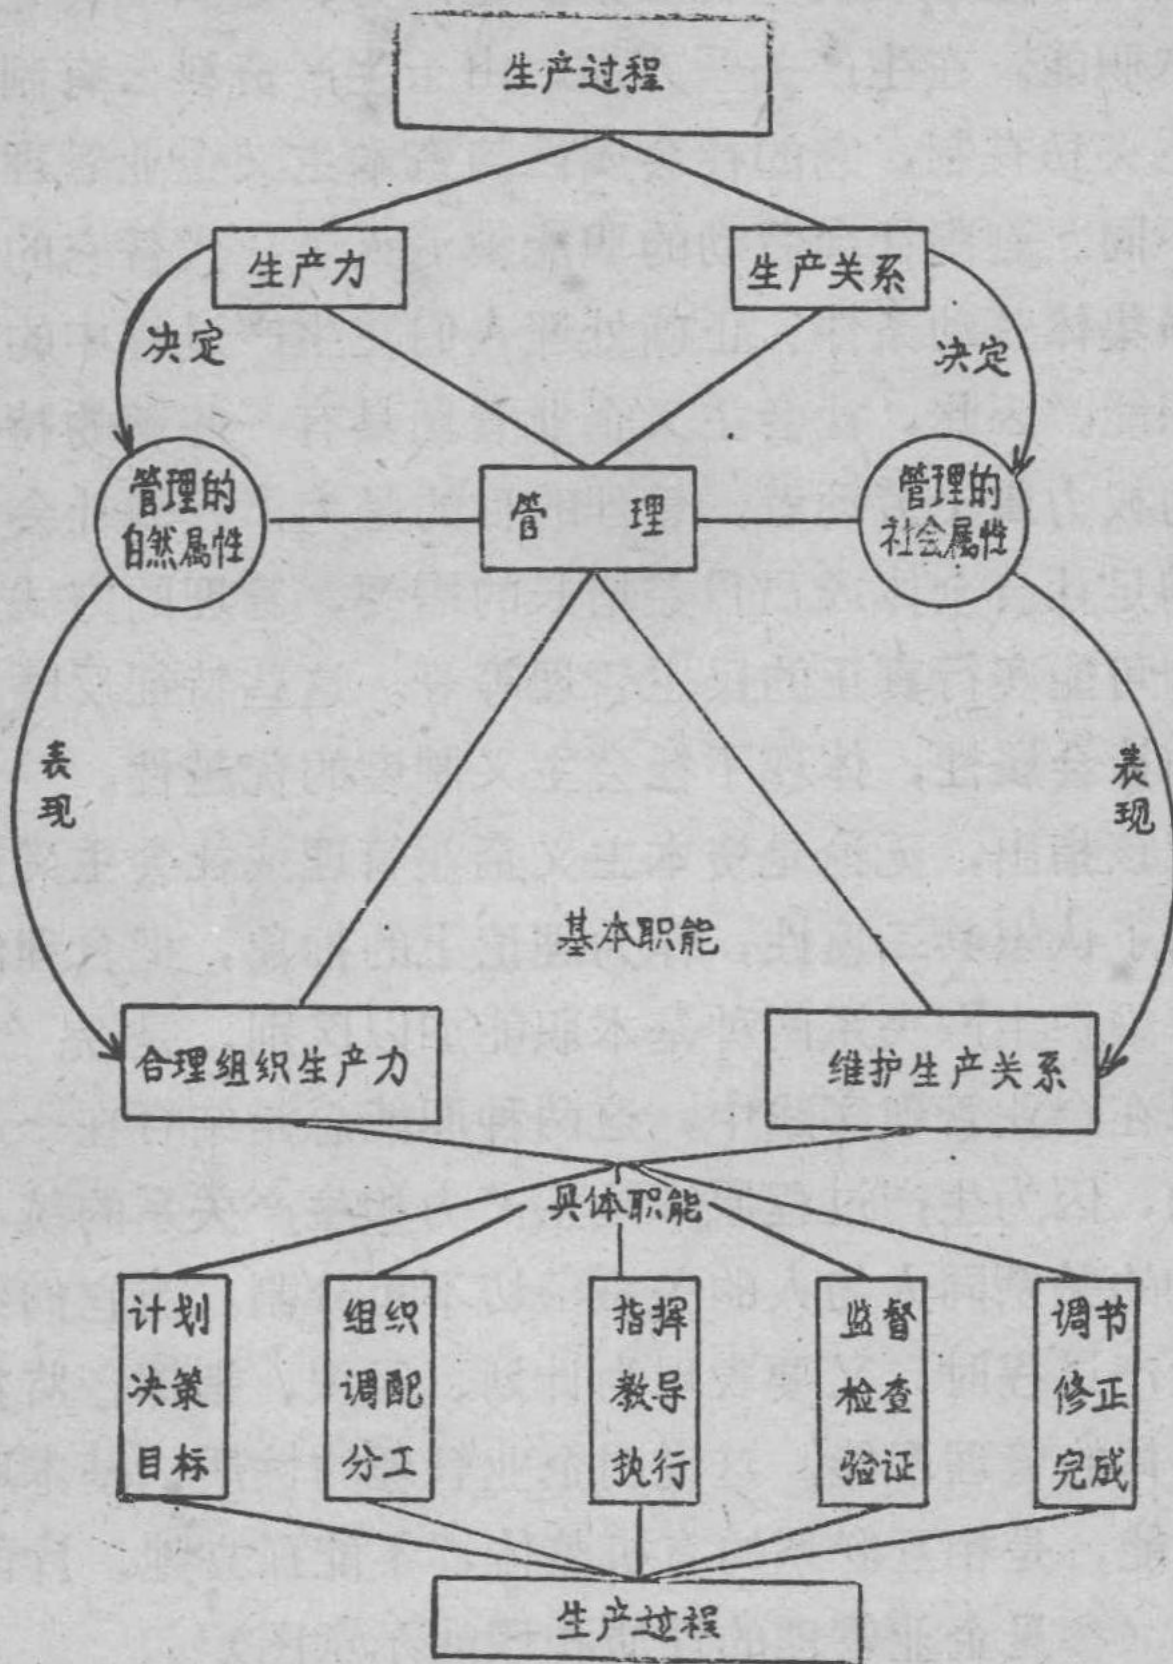 生产过程
生产力
生产关系
决定
决定
管理的
自然属性
管理
管理的
社会属性
表现
表现
基本职能
合理组织生产力
维护生产关系
具体职能
计划
决策
目标
组织
调配
分工
指挥
教导
执行
监督
检查
验证
调节
修正
完成
生产过程